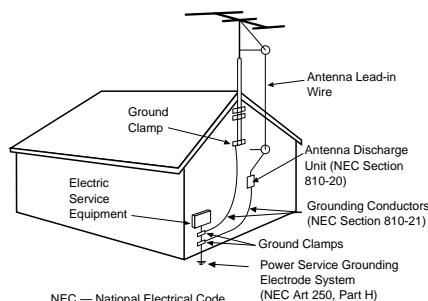 Antenna Lead-in
Wire
Ground
Clamp
Antenna Discharge
Unit (NEC Section
810-20)
Electric
Service
Equipment
Grounding Conductors
(NEC Section 810-21)
Ground Clamps
Power Service Grounding
Electrode System
(NEC Art 250, Part H)
NEC — National Electrical Code